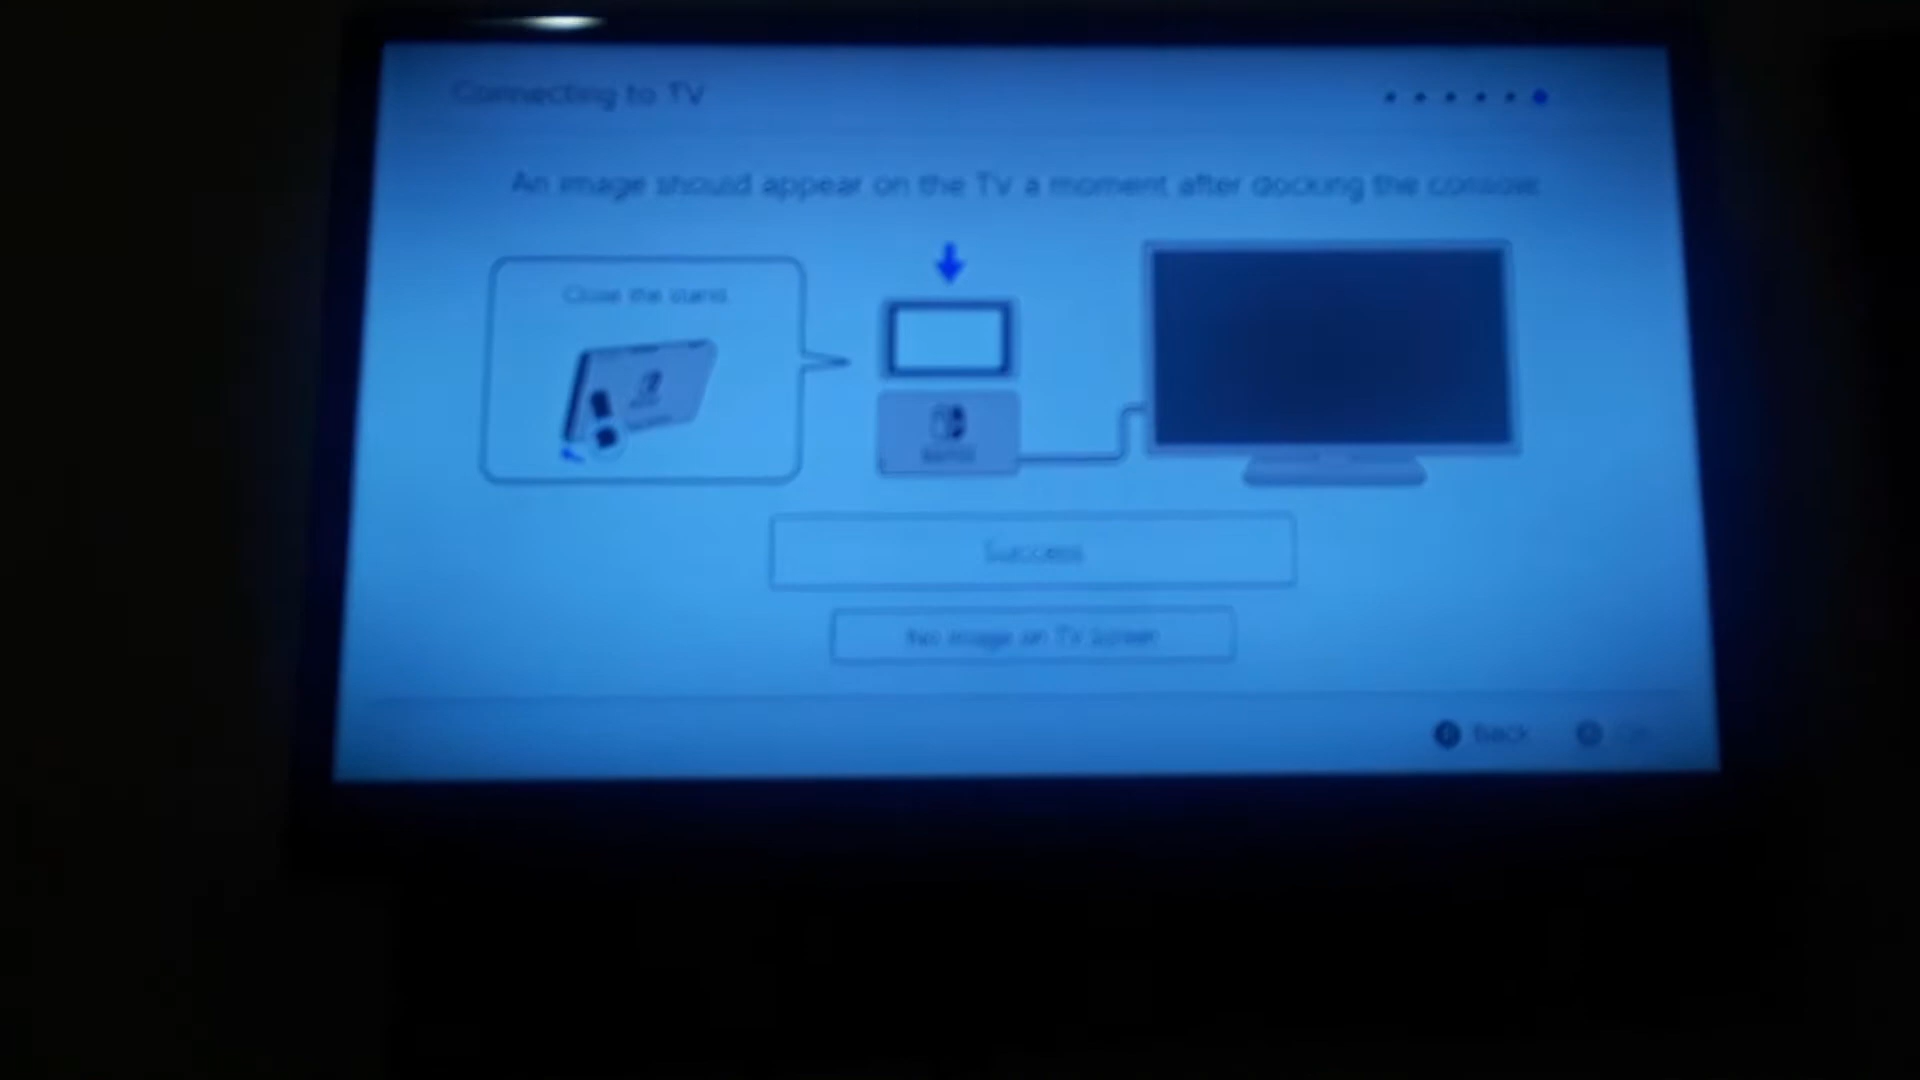 Connecting to TV
An image should appear on the TV a moment after docking the console.
Close the stand.
Success
No image on TV screen
Back